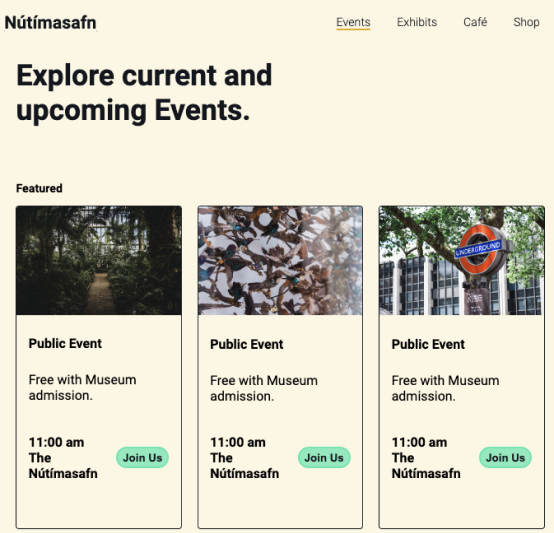 Nútímasafn
Events Exhibits Café Shop
Explore current and
upcoming Events.
Featured
UNDERGROUND
Public Event
Free with Museum
admission.
11:00 am
The
Nútímasafn
Join Us
Public Event
Free with Museum
admission.
11:00 am
The
Nútímasafn
Join Us
Public Event
Free with Museum
admission.
11:00 am
The
Nútímasafn
Join Us